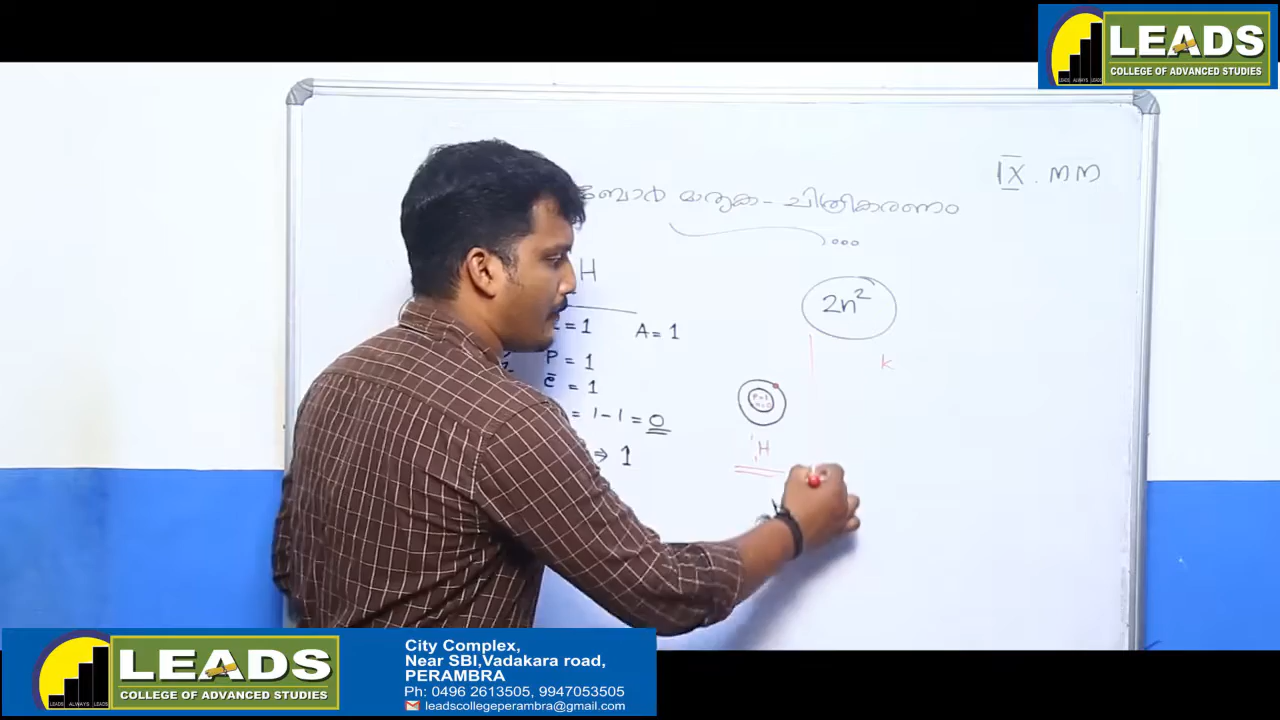 LEADS
COLLEGE OF ADVANCED STUDIES
IX . ന്ന
ബോർ മാതൃക - ചിത്രീകരണം
H
= 1 A = 1
P = 1
ē = 1
= 1 - 1 = 0
⇒ 1
2n²
K
P=1
n=0
H
LEADS
COLLEGE OF ADVANCED STUDIES
City Complex,
Near SBI,Vadakara road,
PERAMBRA
Ph: 0496 2613505, 9947053505
leadscollegeperambra@gmail.com